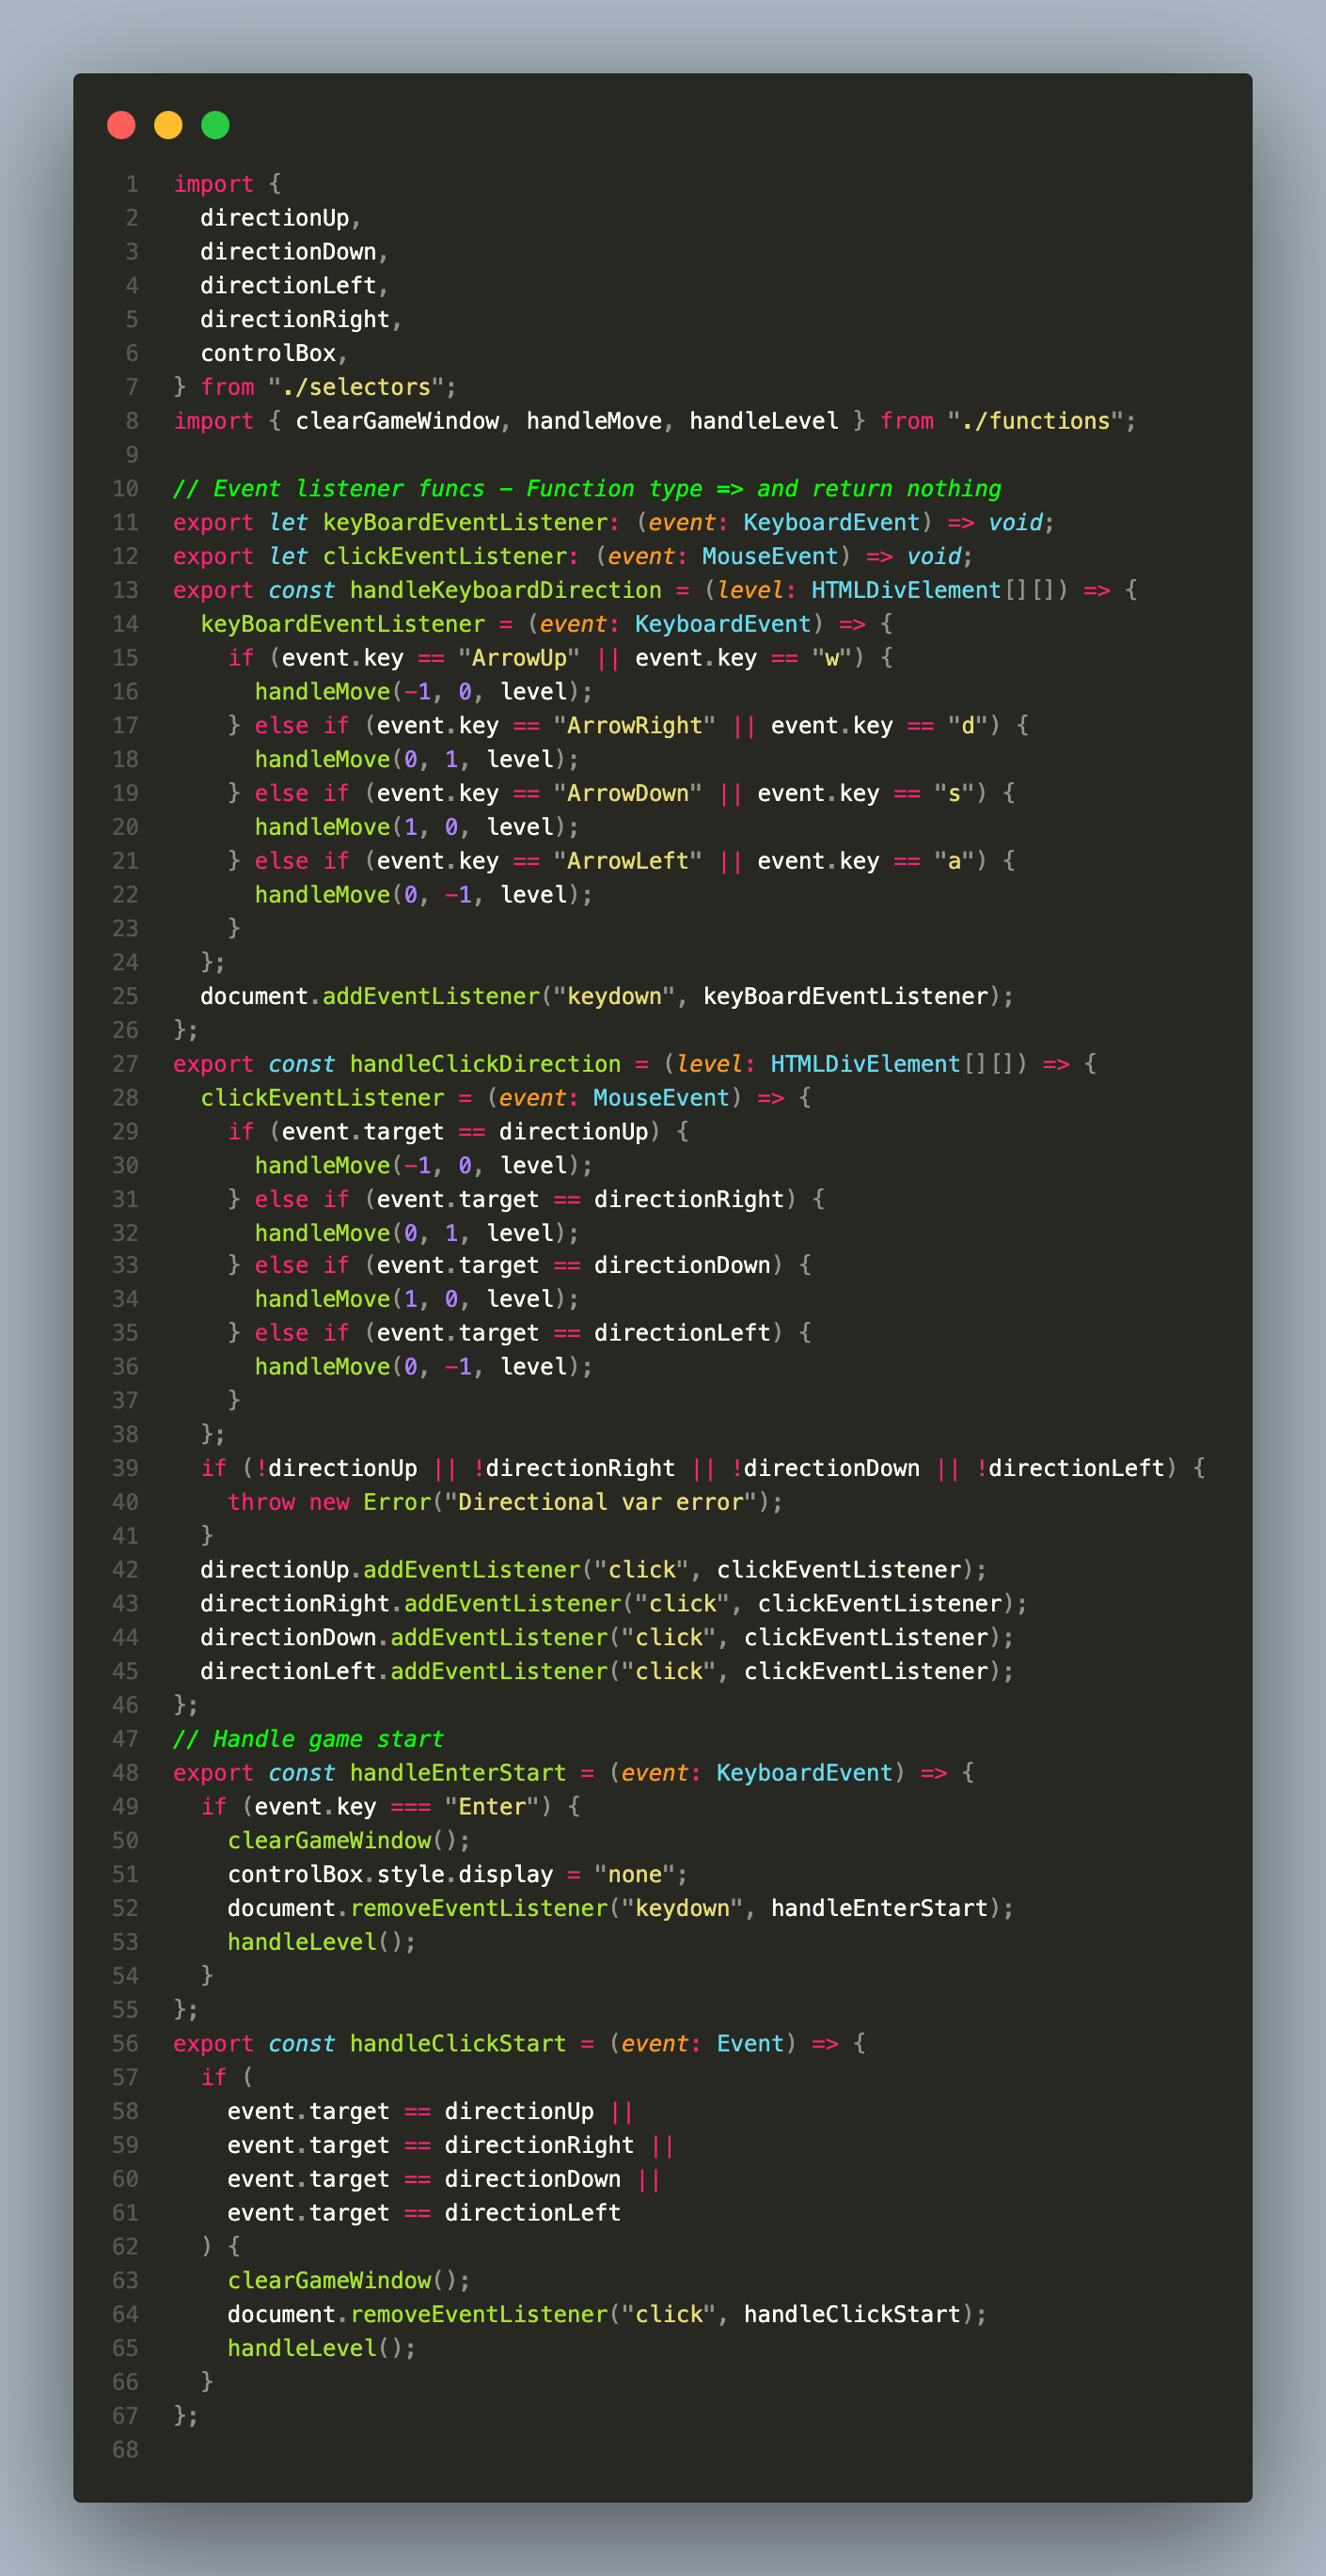 1 import {
2   directionUp,
3   directionDown,
4   directionLeft,
5   directionRight,
6   controlBox,
7 } from "./selectors";
8 import { clearGameWindow, handleMove, handleLevel } from "./functions";
9
10 // Event listener funcs - Function type => and return nothing
11 export let keyBoardEventListener: (event: KeyboardEvent) => void;
12 export let clickEventListener: (event: MouseEvent) => void;
13 export const handleKeyboardDirection = (level: HTMLDivElement[][]) => {
14   keyBoardEventListener = (event: KeyboardEvent) => {
15     if (event.key == "ArrowUp" || event.key == "w") {
16       handleMove(-1, 0, level);
17     } else if (event.key == "ArrowRight" || event.key == "d") {
18       handleMove(0, 1, level);
19     } else if (event.key == "ArrowDown" || event.key == "s") {
20       handleMove(1, 0, level);
21     } else if (event.key == "ArrowLeft" || event.key == "a") {
22       handleMove(0, -1, level);
23     }
24   };
25   document.addEventListener("keydown", keyBoardEventListener);
26 };
27 export const handleClickDirection = (level: HTMLDivElement[][]) => {
28   clickEventListener = (event: MouseEvent) => {
29     if (event.target == directionUp) {
30       handleMove(-1, 0, level);
31     } else if (event.target == directionRight) {
32       handleMove(0, 1, level);
33     } else if (event.target == directionDown) {
34       handleMove(1, 0, level);
35     } else if (event.target == directionLeft) {
36       handleMove(0, -1, level);
37     }
38   };
39   if (!directionUp || !directionRight || !directionDown || !directionLeft) {
40     throw new Error("Directional var error");
41   }
42   directionUp.addEventListener("click", clickEventListener);
43   directionRight.addEventListener("click", clickEventListener);
44   directionDown.addEventListener("click", clickEventListener);
45   directionLeft.addEventListener("click", clickEventListener);
46 };
47 // Handle game start
48 export const handleEnterStart = (event: KeyboardEvent) => {
49   if (event.key === "Enter") {
50     clearGameWindow();
51     controlBox.style.display = "none";
52     document.removeEventListener("keydown", handleEnterStart);
53     handleLevel();
54   }
55 };
56 export const handleClickStart = (event: Event) => {
57   if (
58     event.target == directionUp ||
59     event.target == directionRight ||
60     event.target == directionDown ||
61     event.target == directionLeft
62   ) {
63     clearGameWindow();
64     document.removeEventListener("click", handleClickStart);
65     handleLevel();
66   }
67 };
68